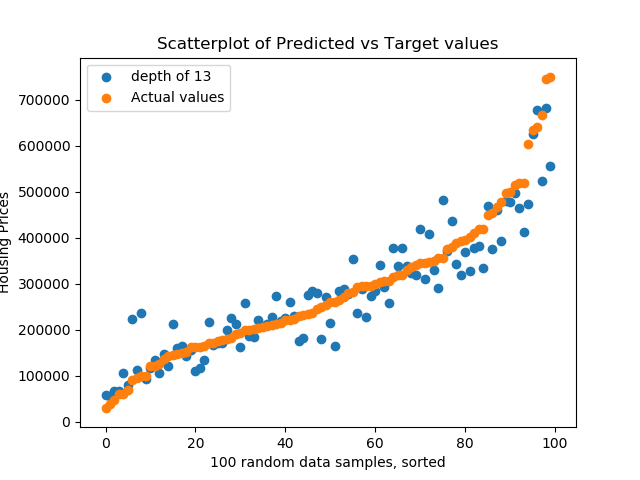 Scatterplot of Predicted vs Target values
depth of 13
Actual values
700000
600000
500000
400000
300000
200000
100000
0
Housing Prices
0 20 40 60 80 100
100 random data samples, sorted